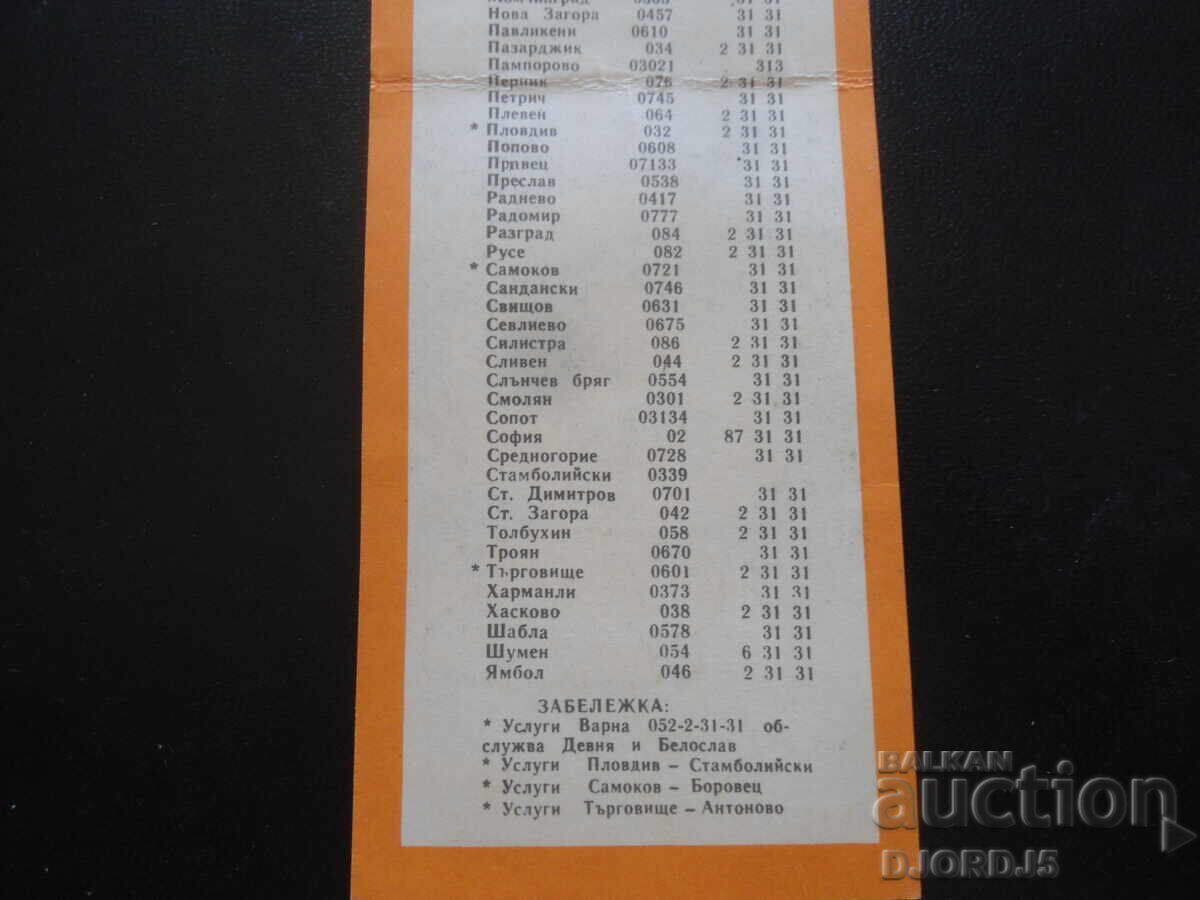 Нова Загора 0457 31 31
Павликени 0610 31 31
Пазарджик 034 2 31 31
Пампорово 03021 313
Перник 076 2 31 31
Петрич 0745 31 31
Плевен 064 2 31 31
* Пловдив 032 2 31 31
Попово 0608 31 31
Правец 07133 31 31
Преслав 0538 31 31
Раднево 0417 31 31
Радомир 0777 31 31
Разград 084 2 31 31
Русе 082 2 31 31
* Самоков 0721 31 31
Сандански 0746 31 31
Свищов 0631 31 31
Севлиево 0675 31 31
Силистра 086 2 31 31
Сливен 044 2 31 31
Слънчев бряг 0554 31 31
Смолян 0301 2 31 31
Сопот 03134 31 31
София 02 87 31 31
Средногорие 0728 31 31
Стамболийски 0339
Ст. Димитров 0701 31 31
Ст. Загора 042 2 31 31
Толбухин 058 2 31 31
Троян 0670 31 31
* Търговище 0601 2 31 31
Харманли 0373 31 31
Хасково 038 2 31 31
Шабла 0578 31 31
Шумен 054 6 31 31
Ямбол 046 2 31 31
ЗАБЕЛЕЖКА:
* Услуги Варна 052-2-31-31 об-
служва Девня и Белослав
* Услуги Пловдив – Стамболийски
* Услуги Самоков – Боровец
* Услуги Търговище – Антоново
BALKAN
auction
DJORDJ5